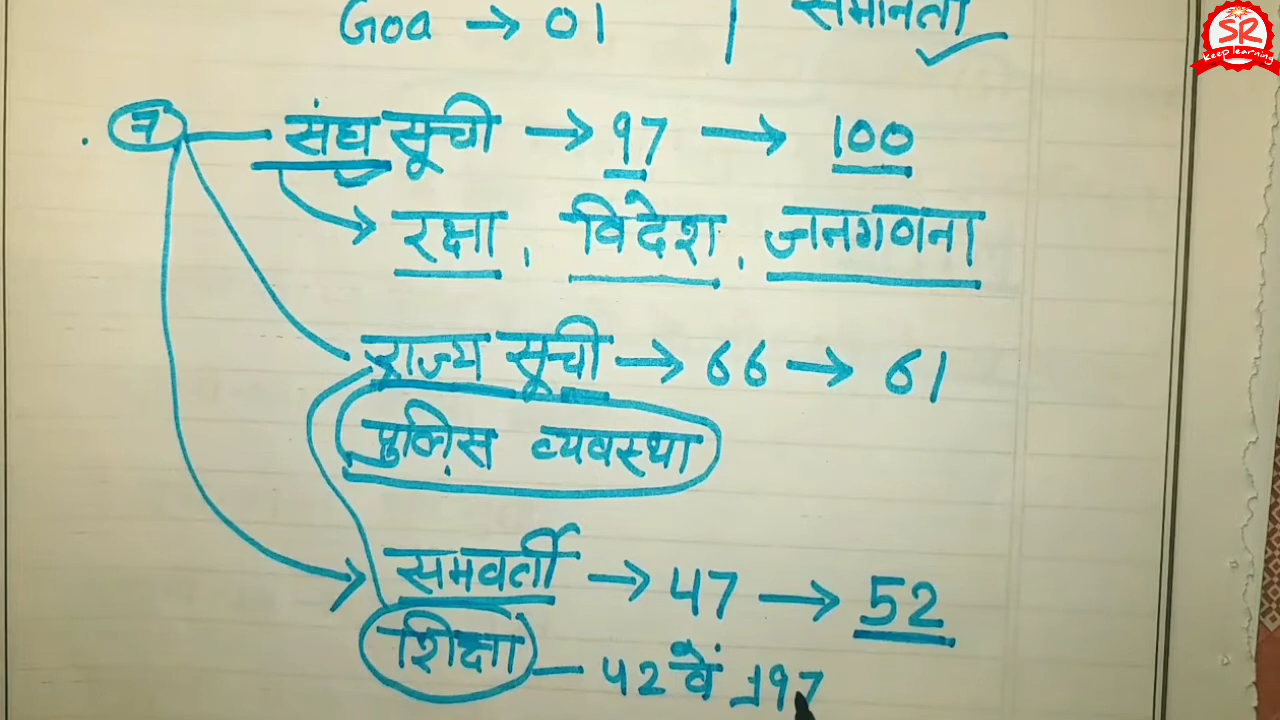 Goa → 01 | समानता
7 संघ सूची → 97 → 100
रक्षा, विदेश, जनगणना
राज्य सूची → 66 → 61
पुलिस व्यवस्था
समवर्ती → 47 → 52
शिक्षा — 42 वें 197
SR
keep learning